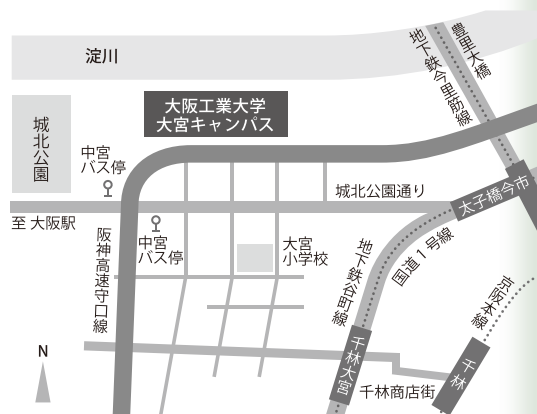 淀川
地下鉄今里筋線
豊里大橋
大阪工業大学
大宮キャンパス
城北公園
中宮
バス停
城北公園通り
太子橋今市
至 大阪駅
中宮
バス停
大宮
小学校
阪神高速守口線
地下鉄谷町線
国道1号線
京阪本線
N
千林大宮
千林
千林商店街